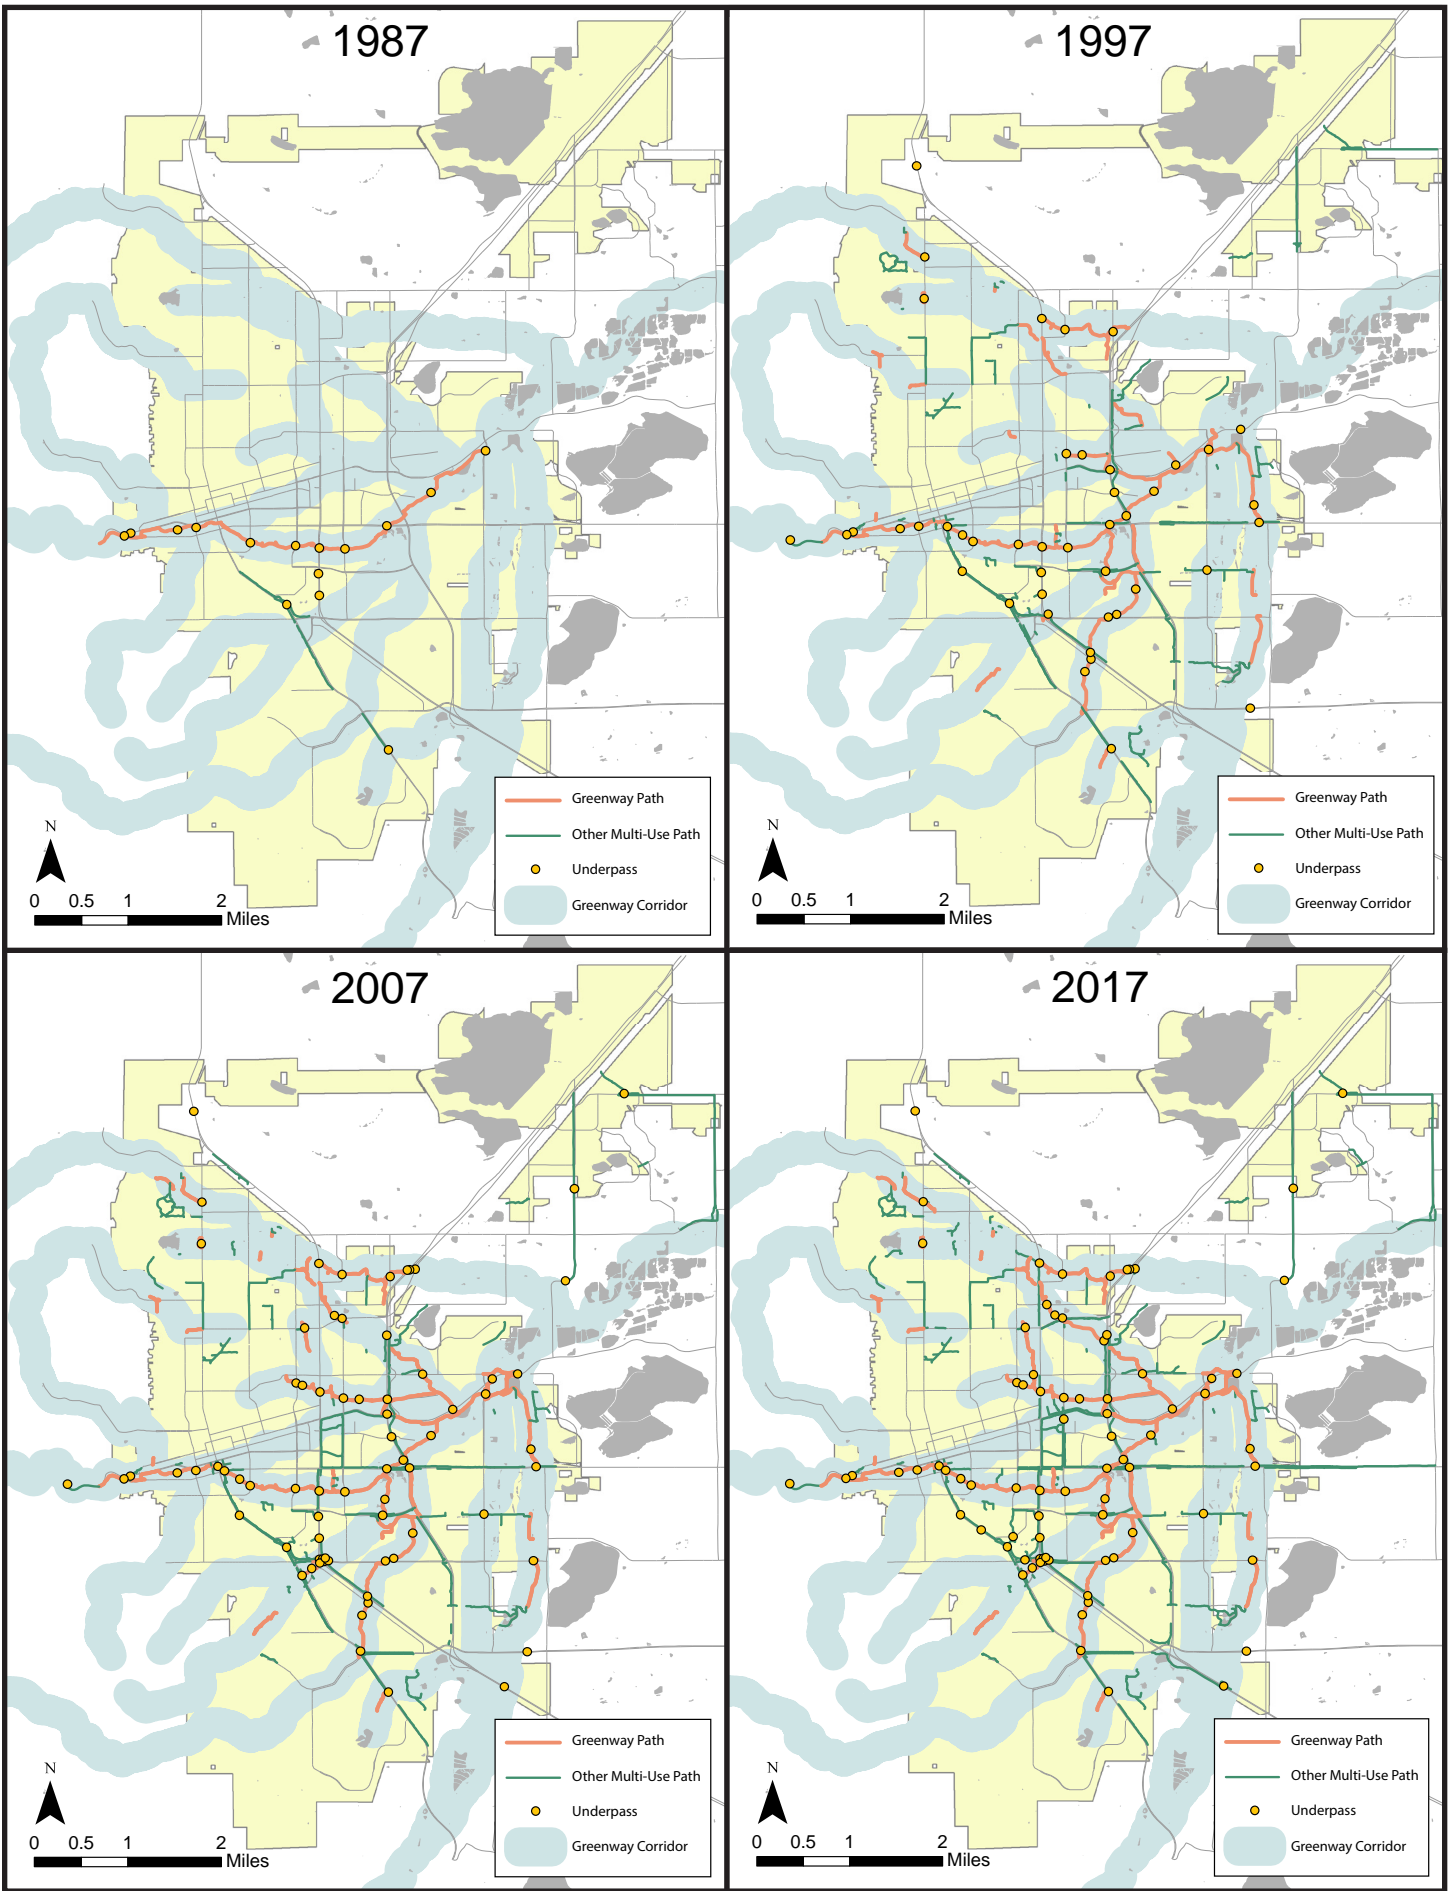 1987
Greenway Path
Other Multi-Use Path
Underpass
Greenway Corridor
N
0 0.5 1 2
Miles
1997
Greenway Path
Other Multi-Use Path
Underpass
Greenway Corridor
N
0 0.5 1 2
Miles
2007
Greenway Path
Other Multi-Use Path
Underpass
Greenway Corridor
N
0 0.5 1 2
Miles
2017
Greenway Path
Other Multi-Use Path
Underpass
Greenway Corridor
N
0 0.5 1 2
Miles